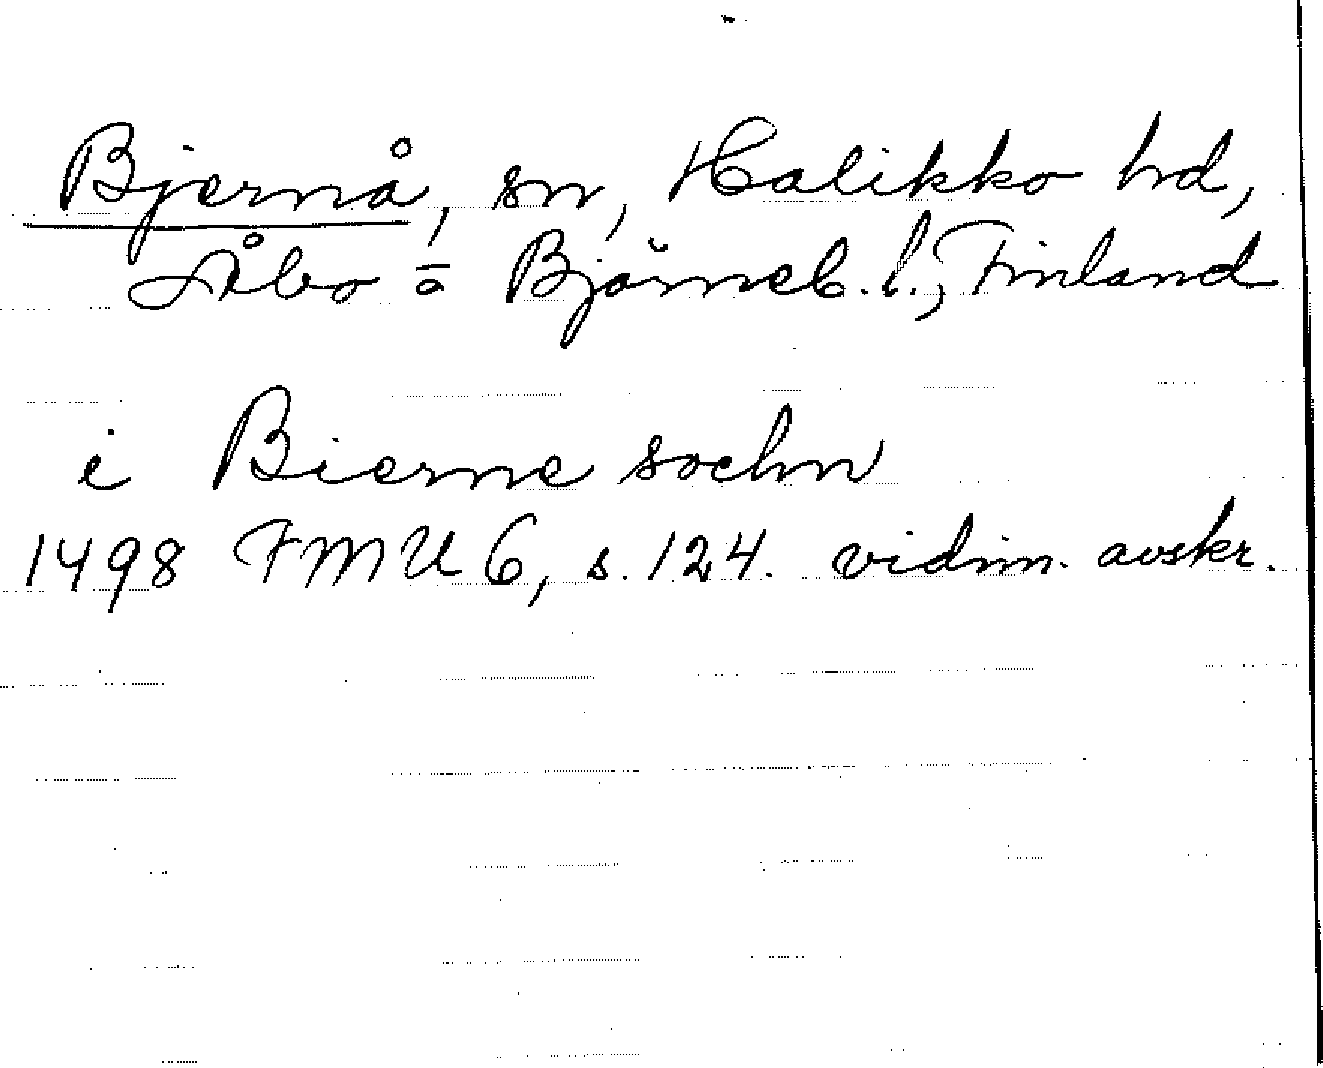 Bjernå, sn, Halikko hd,
Åbo = o Björneb. l., Finland
i Bierne sochn
1498 FMU 6, s. 124. vidim. avskr.